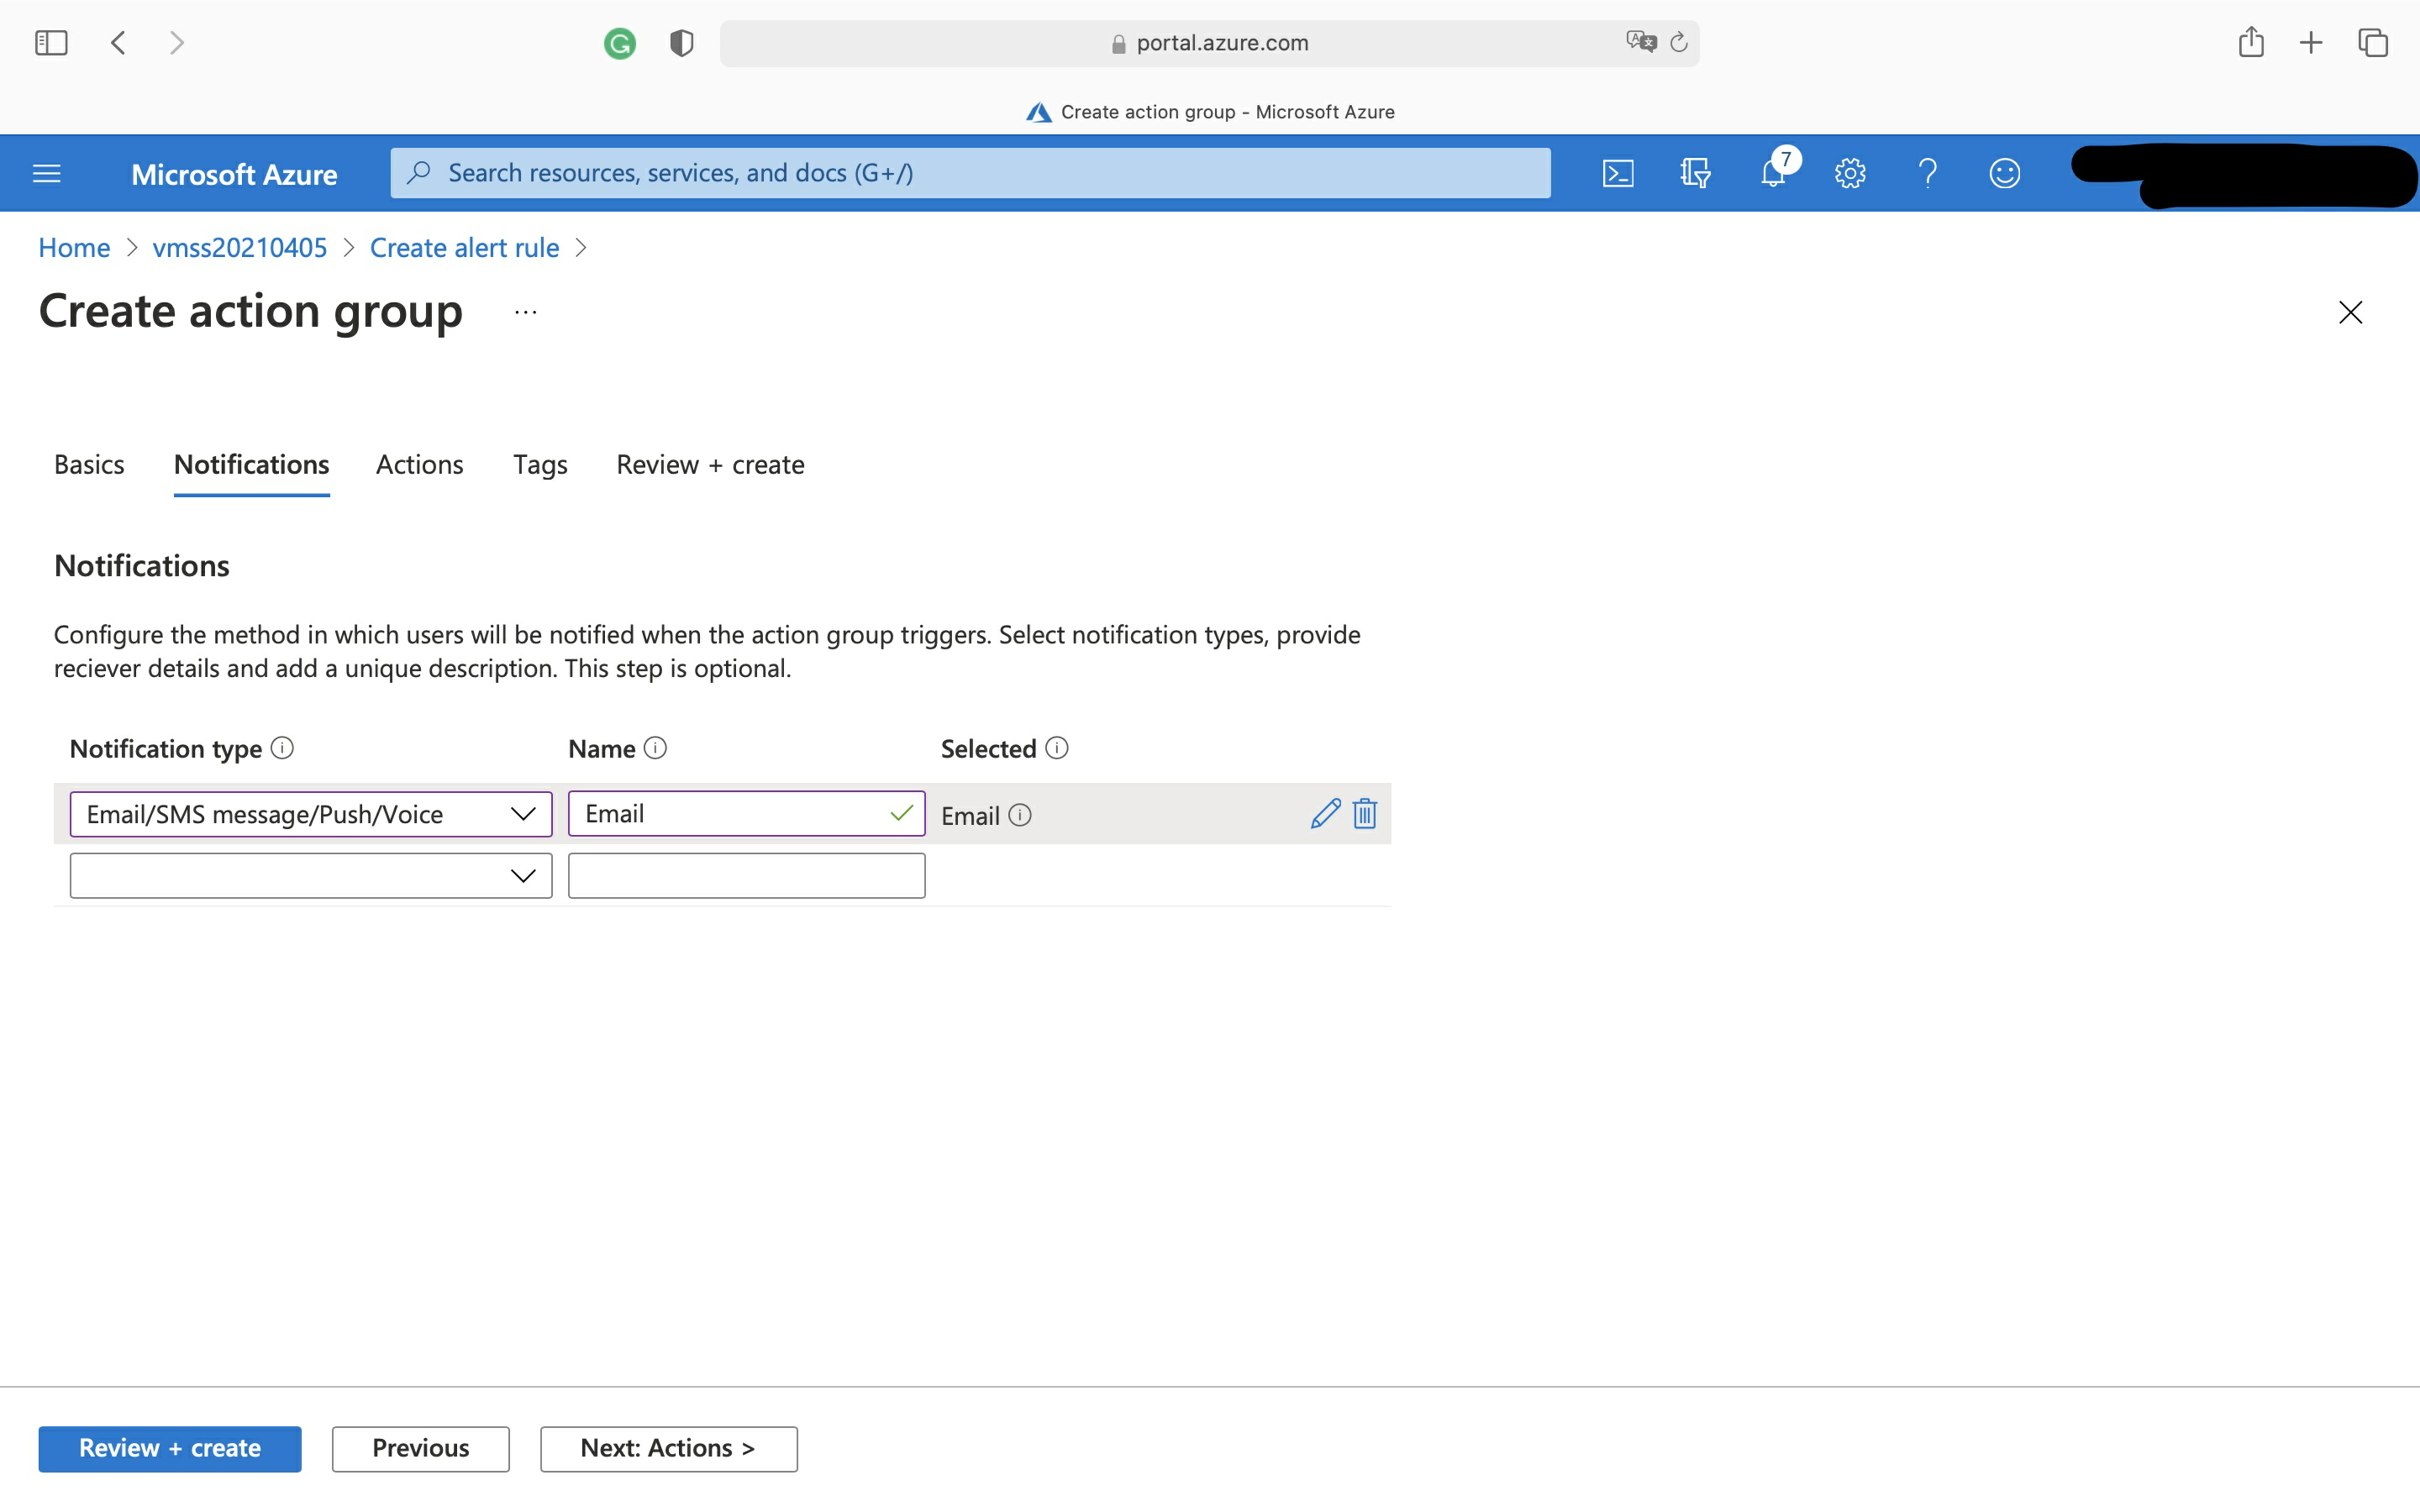 portal.azure.com
Create action group - Microsoft Azure
Microsoft Azure
Search resources, services, and docs (G+/)
7
Home > vmss20210405 > Create alert rule >
Create action group ...
Basics Notifications Actions Tags Review + create
Notifications
Configure the method in which users will be notified when the action group triggers. Select notification types, provide
reciever details and add a unique description. This step is optional.
Notification type Name Selected
Email/SMS message/Push/Voice Email Email
Review + create Previous Next: Actions >